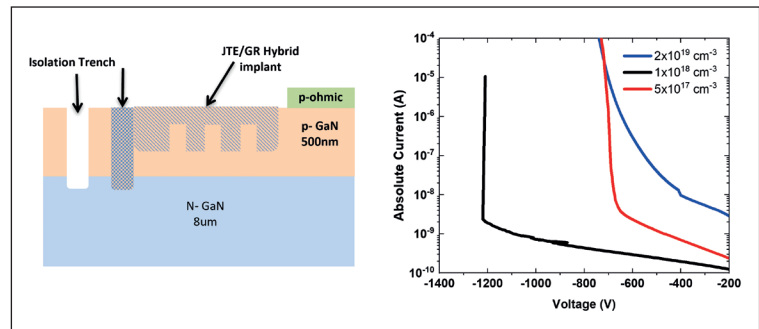 Isolation Trench
JTE/GR Hybrid
implant
p-ohmic
p- GaN
500nm
N- GaN
8um
Absolute Current (A)
10⁻⁴
10⁻⁵
10⁻⁶
10⁻⁷
10⁻⁸
10⁻⁹
10⁻¹⁰
2x10¹⁹ cm⁻³
1x10¹⁸ cm⁻³
5x10¹⁷ cm⁻³
-1400 -1200 -1000 -800 -600 -400 -200
Voltage (V)